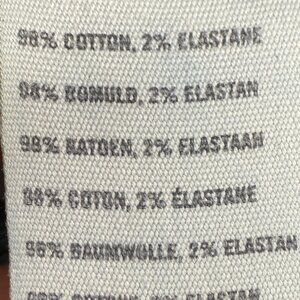 98% COTTON, 2% ELASTANE
98% BOMULD, 2% ELASTAN
98% KATOEN, 2% ELASTAAN
98% COTON, 2% ÉLASTANE
98% BAUMWOLLE, 2% ELASTAN